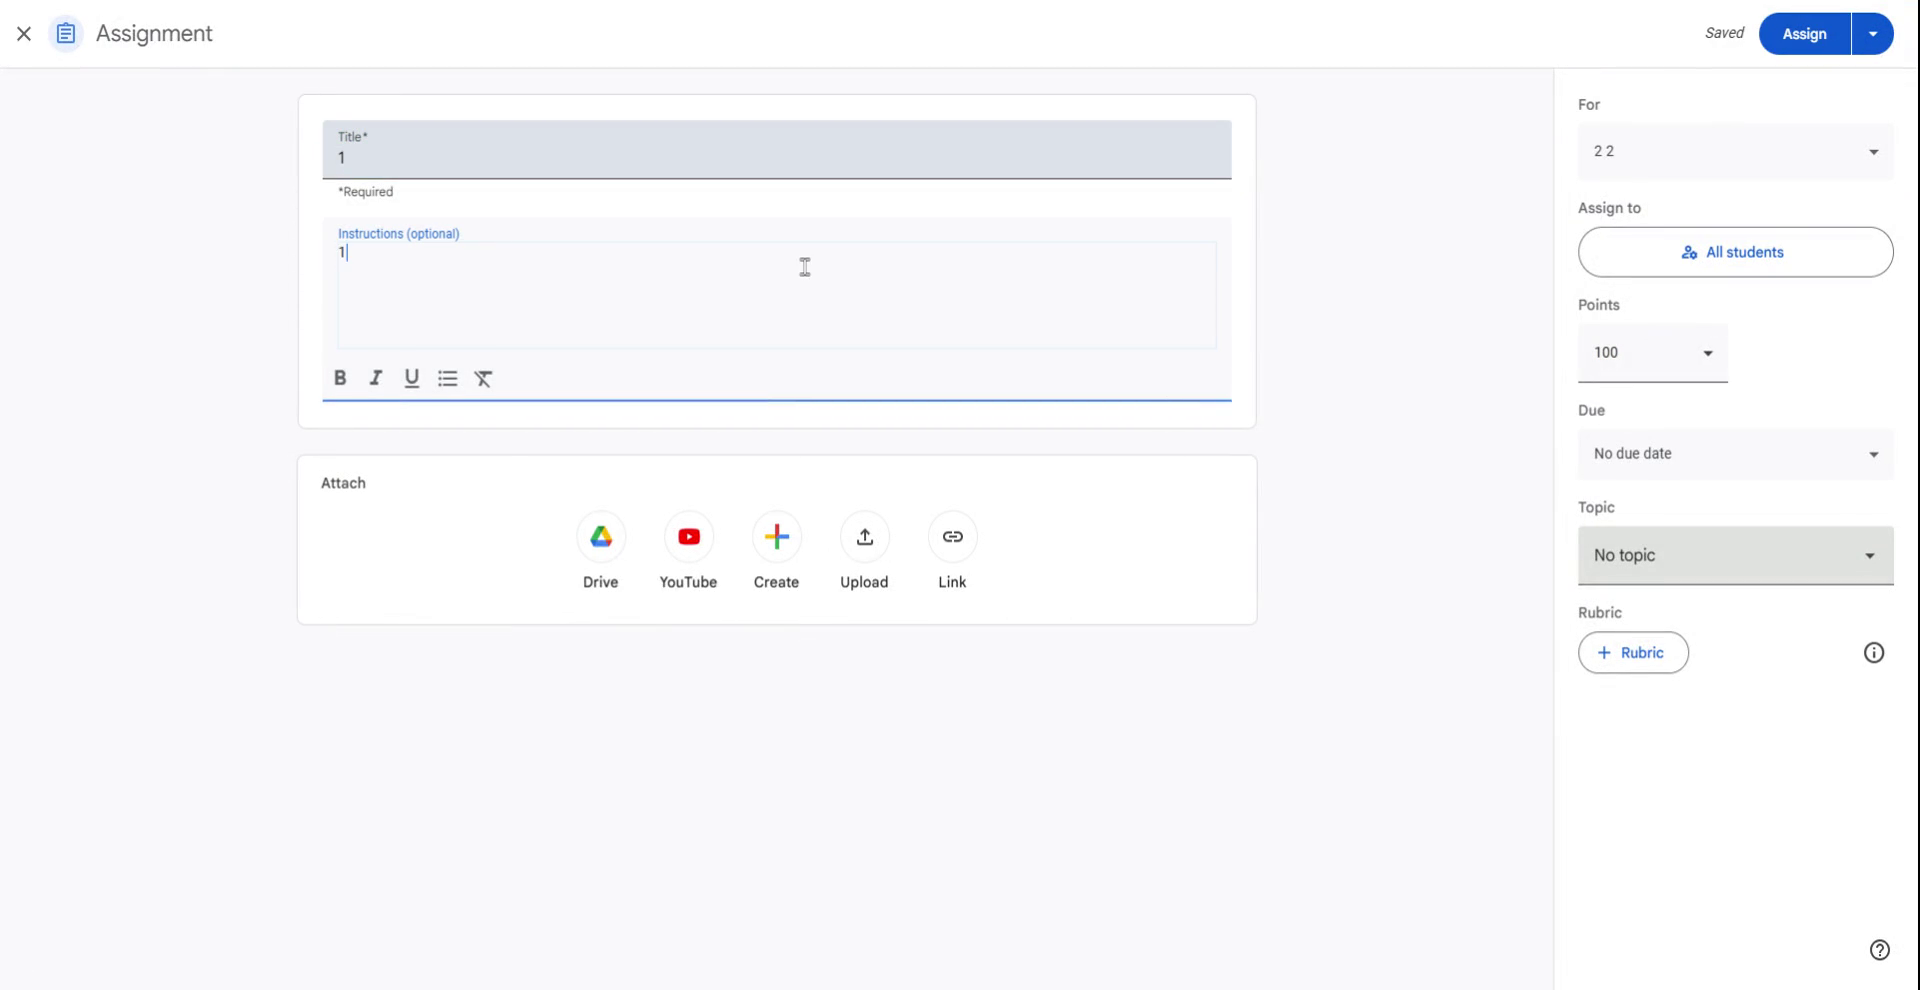 Assignment
Saved
Assign
Title*
1
*Required
Instructions (optional)
1
B I U
Attach
Drive
YouTube
Create
Upload
Link
For
2 2
Assign to
All students
Points
100
Due
No due date
Topic
No topic
Rubric
+ Rubric